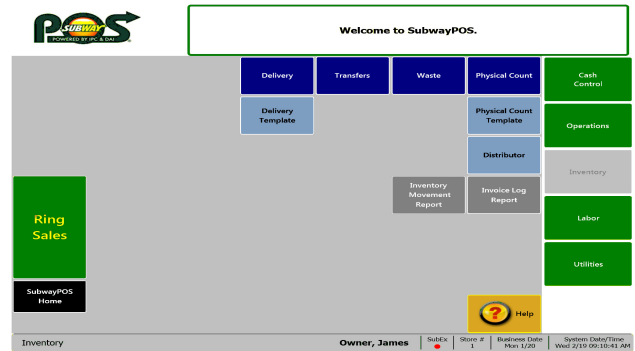 SUBWAY
POS
POWERED BY IPC & DAI
Welcome to SubwayPOS.
Delivery
Transfers
Waste
Physical Count
Cash
Control
Delivery
Template
Physical Count
Template
Operations
Distributor
Inventory
Inventory
Movement
Report
Invoice Log
Report
Ring
Sales
Labor
Utilities
SubwayPOS
Home
?
Help
Inventory
Owner, James
SubEx
Store #
1
Business Date
Mon 1/20
System Date/Time
Wed 2/19 09:10:41 AM